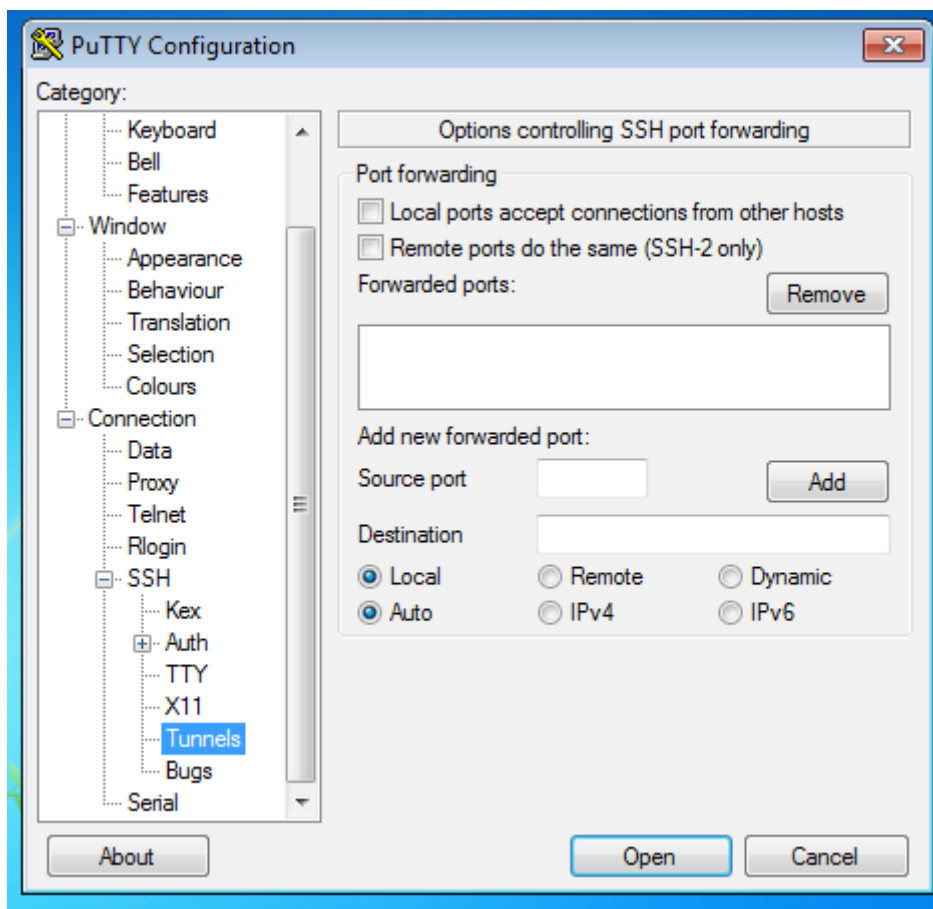 PuTTY Configuration
Category:
Keyboard
Bell
Features
Window
Appearance
Behaviour
Translation
Selection
Colours
Connection
Data
Proxy
Telnet
Rlogin
SSH
Kex
Auth
TTY
X11
Tunnels
Bugs
Serial
Options controlling SSH port forwarding
Port forwarding
Local ports accept connections from other hosts
Remote ports do the same (SSH-2 only)
Forwarded ports:
Remove
Add new forwarded port:
Source port
Add
Destination
Local Remote Dynamic
Auto IPv4 IPv6
About Open Cancel